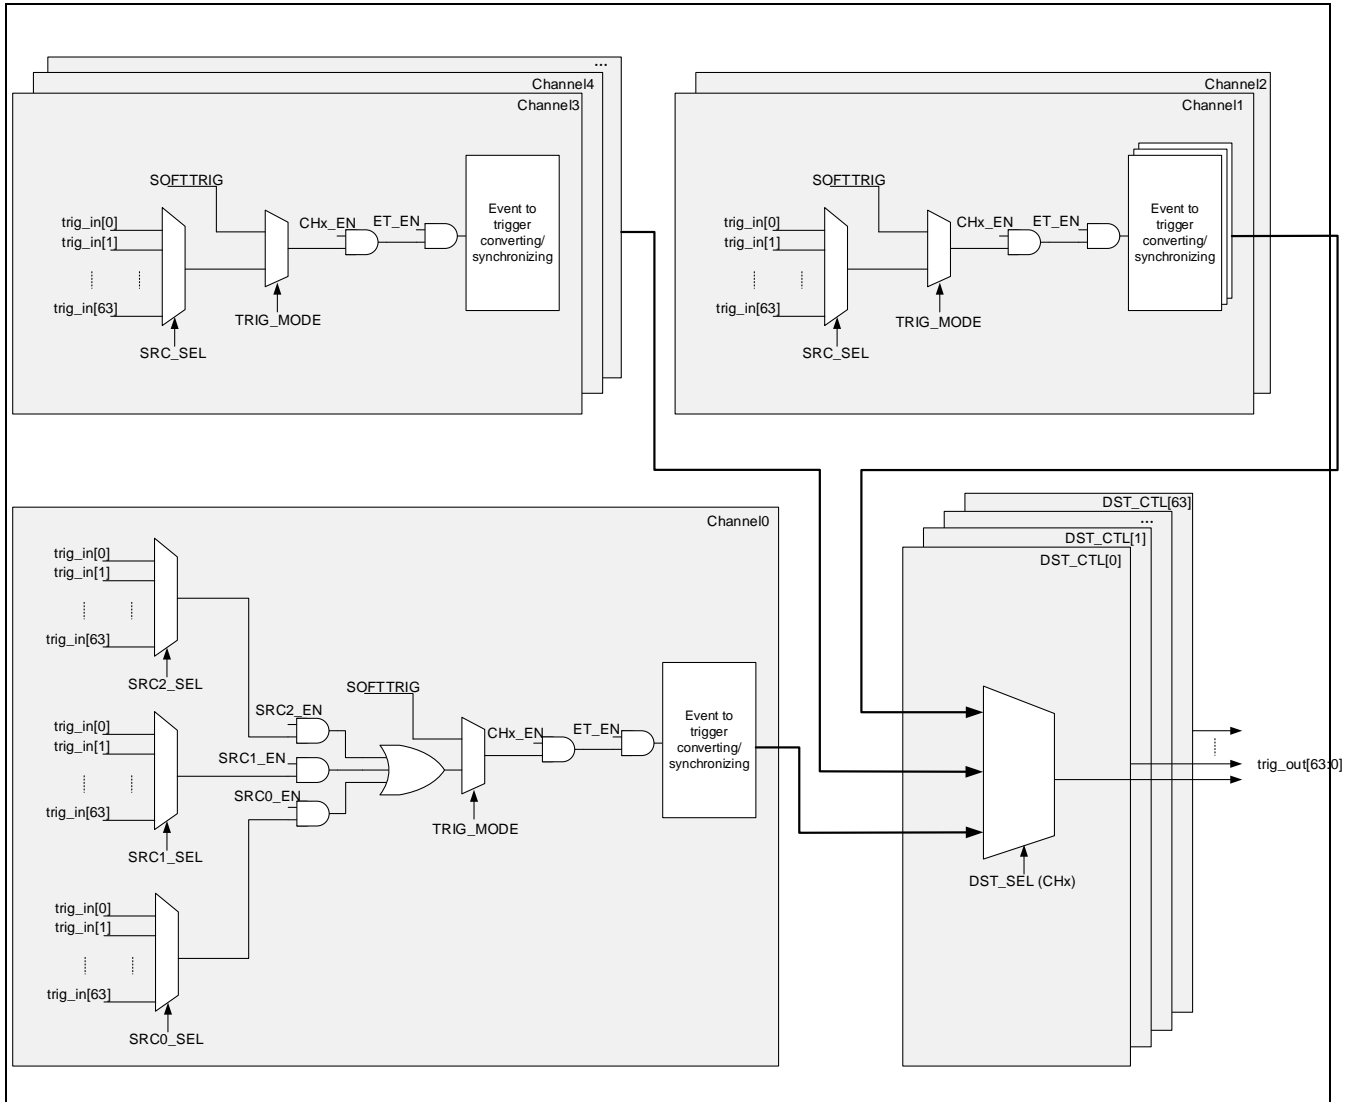 ...
Channel4
Channel3
SOFTTRIG
trig_in[0]
trig_in[1]
trig_in[63]
SRC_SEL
TRIG_MODE
CHx_EN
ET_EN
Event to
trigger
converting/
synchronizing
Channel2
Channel1
SOFTTRIG
trig_in[0]
trig_in[1]
trig_in[63]
SRC_SEL
TRIG_MODE
CHx_EN
ET_EN
Event to
trigger
converting/
synchronizing
Channel0
trig_in[0]
trig_in[1]
trig_in[63]
SRC2_SEL
trig_in[0]
trig_in[1]
trig_in[63]
SRC1_SEL
trig_in[0]
trig_in[1]
trig_in[63]
SRC0_SEL
SRC2_EN
SRC1_EN
SRC0_EN
SOFTTRIG
TRIG_MODE
CHx_EN
ET_EN
Event to
trigger
converting/
synchronizing
DST_CTL[63]
...
DST_CTL[1]
DST_CTL[0]
DST_SEL (CHx)
trig_out[63:0]